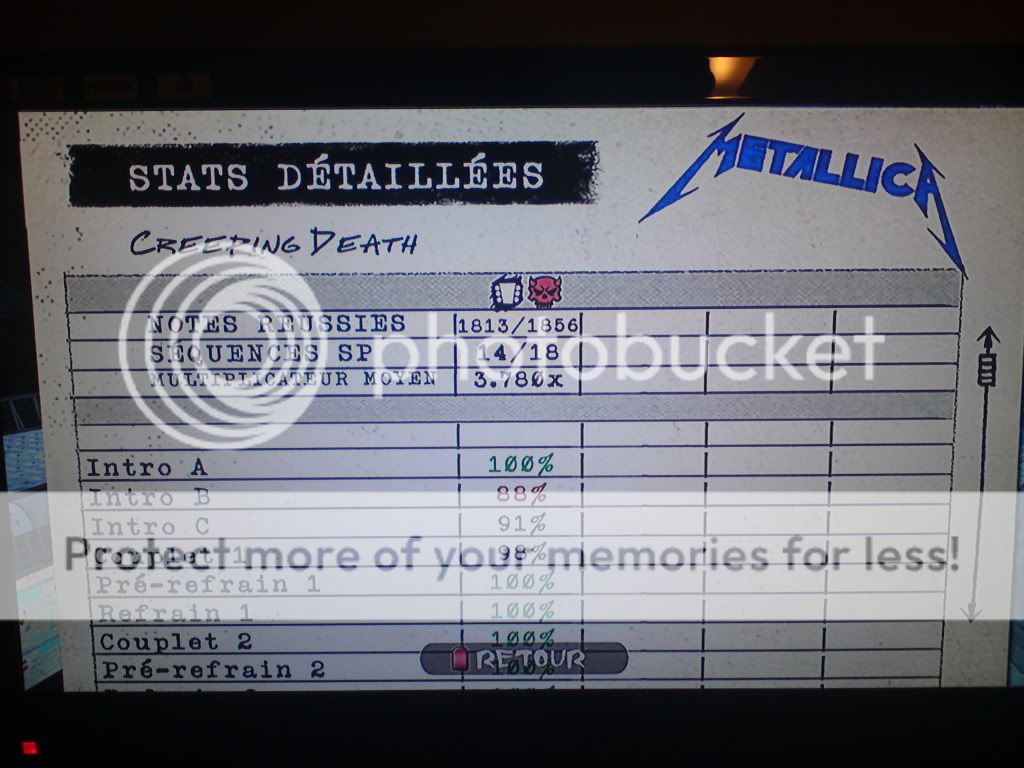 METALLICA
STATS DÉTAILLÉES
CREEPING DEATH
NOTES REUSSIES 1813/1856
SÉQUENCES SP 14/18
MULTIPLICATEUR MOYEN 3.780x
photobucket
Intro A 100%
Intro B 88%
Intro C 91%
Couplet 1 98%
Protect more of your memories for less!
Pré-refrain 1 100%
Refrain 1 100%
Couplet 2 100%
Pré-refrain 2 100%
RETOUR